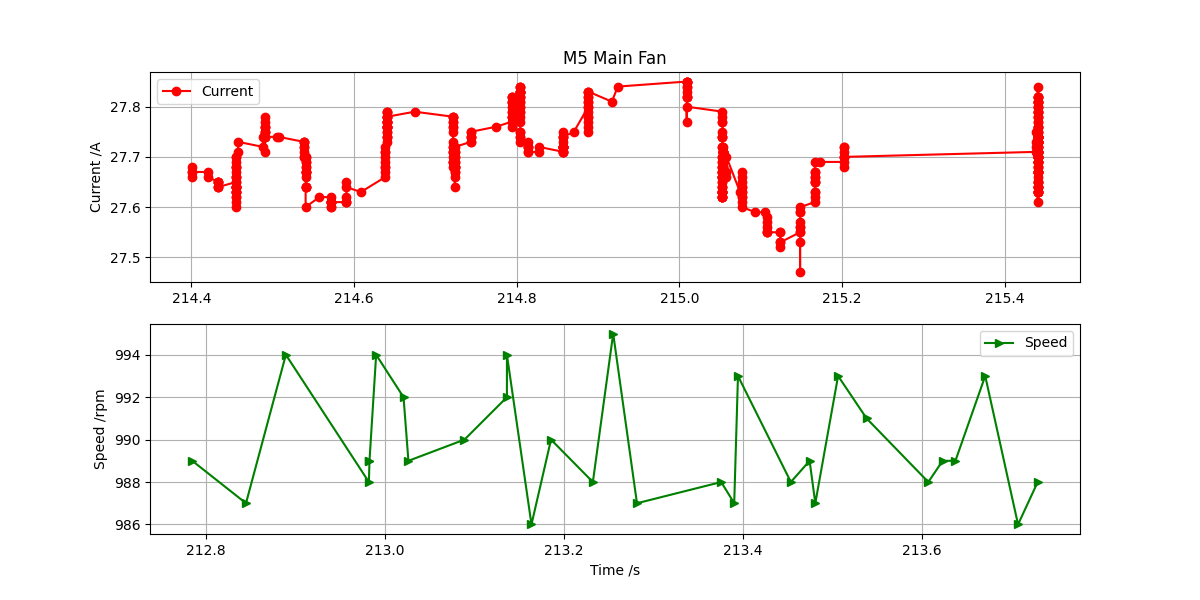 M5 Main Fan
Current
Current /A
27.8
27.7
27.6
27.5
214.4 214.6 214.8 215.0 215.2 215.4
Speed
Speed /rpm
994
992
990
988
986
212.8 213.0 213.2 213.4 213.6
Time /s